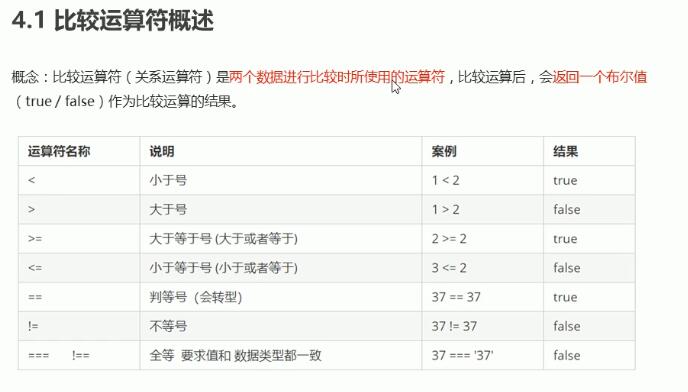 4.1 比较运算符概述
概念：比较运算符（关系运算符）是两个数据进行比较时所使用的运算符，比较运算后，会返回一个布尔值
（true / false）作为比较运算的结果。
运算符名称 说明 案例 结果
< 小于号 1 < 2 true
> 大于号 1 > 2 false
>= 大于等于号 (大于或者等于) 2 >= 2 true
<= 小于等于号 (小于或者等于) 3 <= 2 false
== 判等号（会转型） 37 == 37 true
!= 不等号 37 != 37 false
=== !== 全等 要求值和 数据类型都一致 37 === '37' false